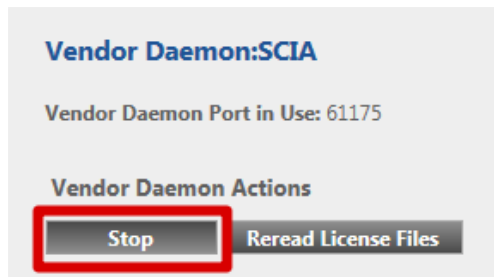 Vendor Daemon:SCIA
Vendor Daemon Port in Use: 61175
Vendor Daemon Actions
Stop Reread License Files